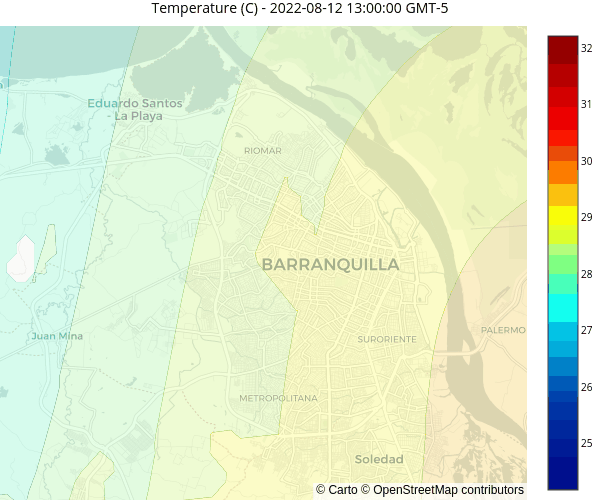 Temperature (C) - 2022-08-12 13:00:00 GMT-5
Eduardo Santos
- La Playa
RIOMAR
BARRANQUILLA
Juan Mina
PALERMO
SURORIENTE
METROPOLITANA
Soledad
© Carto © OpenStreetMap contributors
32
31
30
29
28
27
26
25